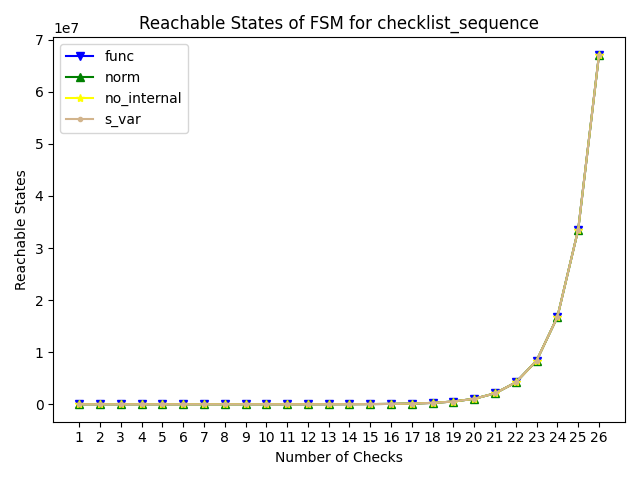 Reachable States of FSM for checklist_sequence
1e7
func
norm
no_internal
s_var
7
6
5
4
3
2
1
0
Reachable States
1 2 3 4 5 6 7 8 9 10 11 12 13 14 15 16 17 18 19 20 21 22 23 24 25 26
Number of Checks